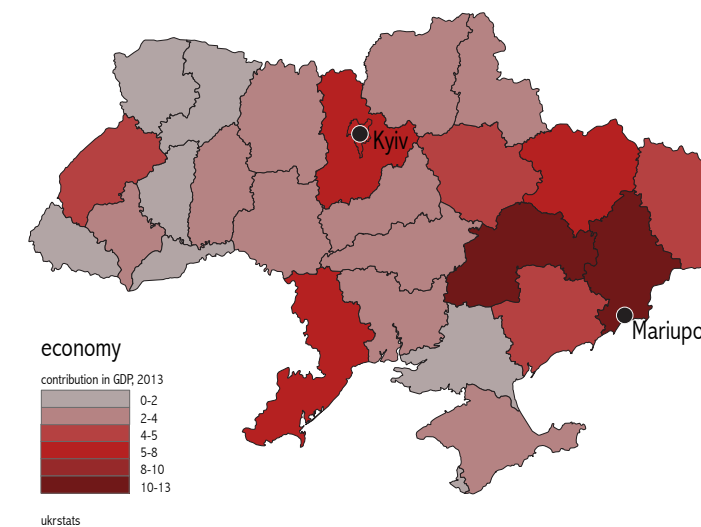 Kyiv
Mariupo
economy
contribution in GDP, 2013
0-2
2-4
4-5
5-8
8-10
10-13
ukrstats